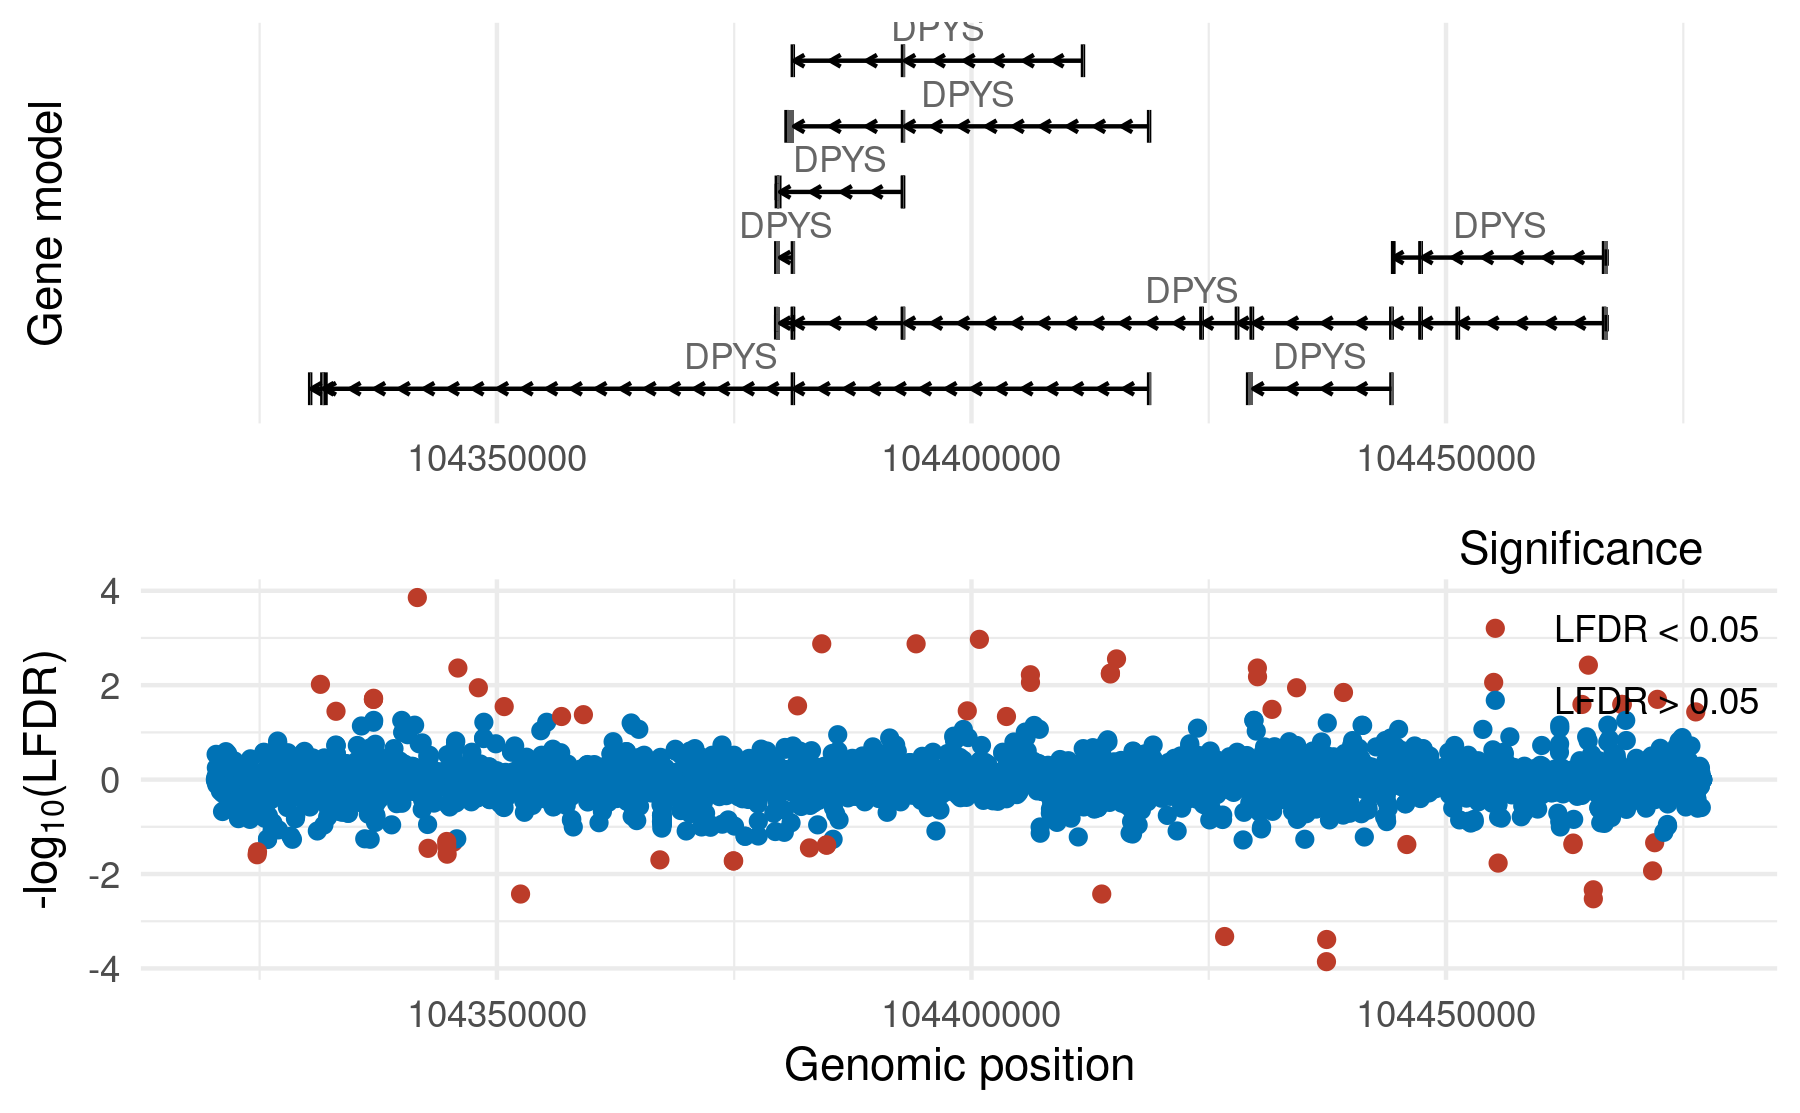 DPYS
DPYS
DPYS
DPYS DPYS
DPYS
DPYS DPYS
Gene model
104350000 104400000 104450000
Significance
LFDR < 0.05
LFDR > 0.05
4
2
0
-2
-4
-log10(LFDR)
104350000 104400000 104450000
Genomic position